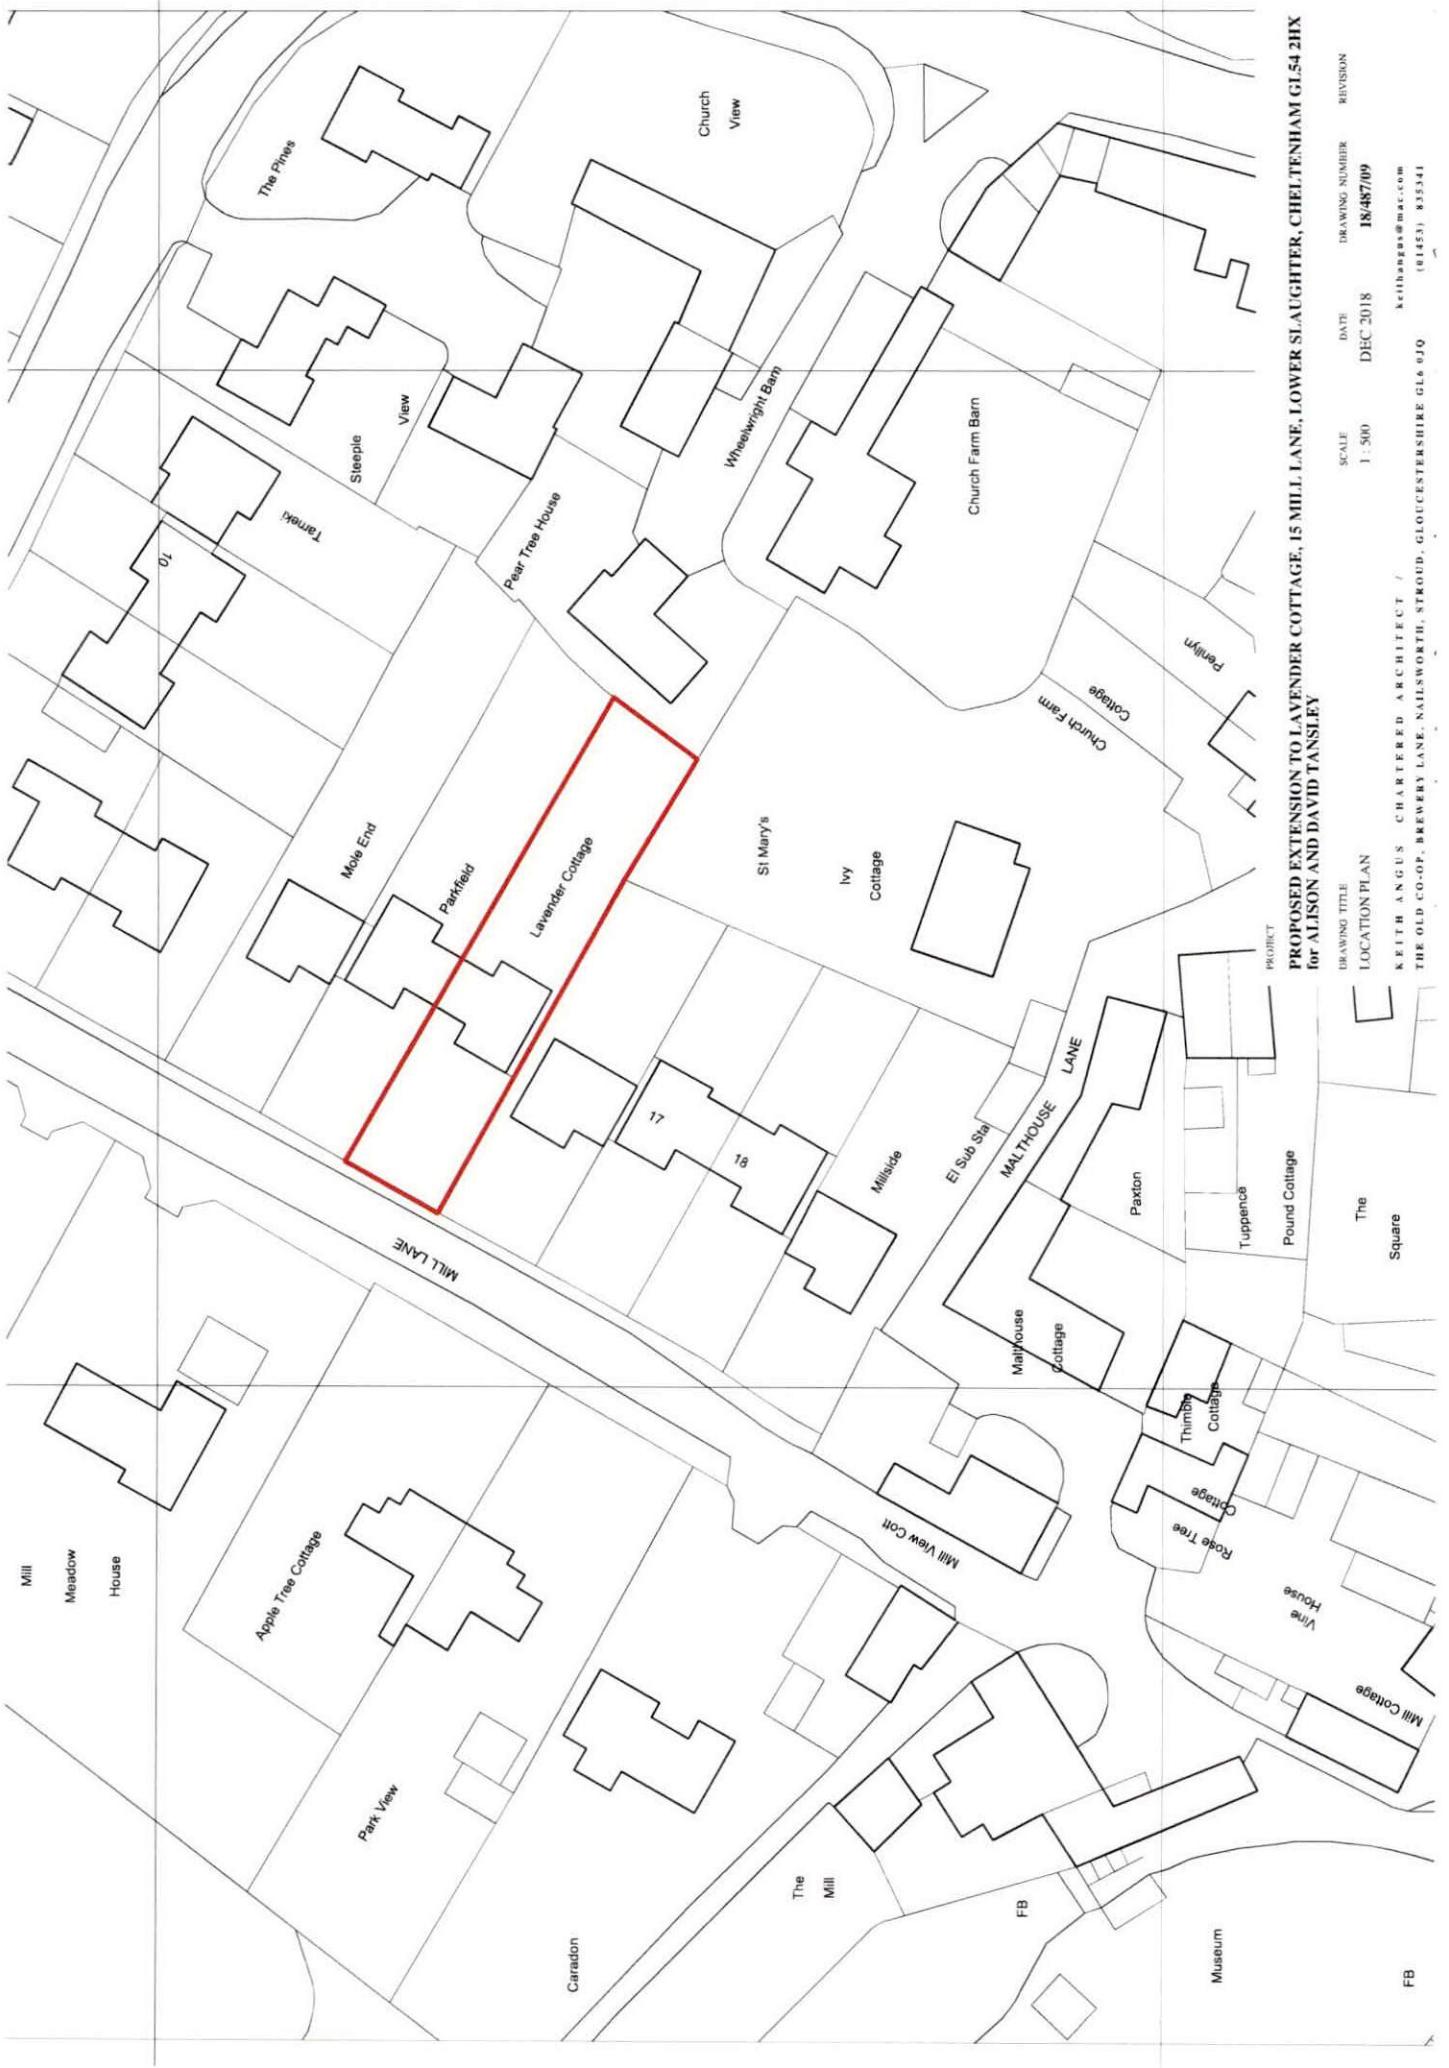 Mill
Meadow
House
Apple Tree Cottage
Park View
Caradon
MILL LANE
The
Mill
FB
Museum
FB
Mill View Cott
Rose Tree
Cottage
Vine
House
Mill Cottage
Thimble
Cottage
Malthouse
Cottage
Paxton
Tuppence
Pound Cottage
The
Square
MALTHOUSE
LANE
El Sub Sta
Millside
18
17
Lavender Cottage
Parkfield
Mole End
St Mary's
Ivy
Cottage
Church Farm
Cottage
Penllyn
Church Farm Barn
Wheelwright Barn
Pear Tree House
Tameki
10
Steeple
View
The Pines
Church
View
PROJECT
PROPOSED EXTENSION TO LAVENDER COTTAGE, 15 MILL LANE, LOWER SLAUGHTER, CHELTENHAM GL54 2HX
for ALISON AND DAVID TANSLEY
DRAWING TITLE SCALE DATE DRAWING NUMBER REVISION
LOCATION PLAN 1 : 500 DEC 2018 18/487/09
KEITH ANGUS CHARTERED ARCHITECT / keithangus@mac.com
THE OLD CO-OP, BREWERY LANE, NAILSWORTH, STROUD, GLOUCESTERSHIRE GL6 0JQ (01453) 835341